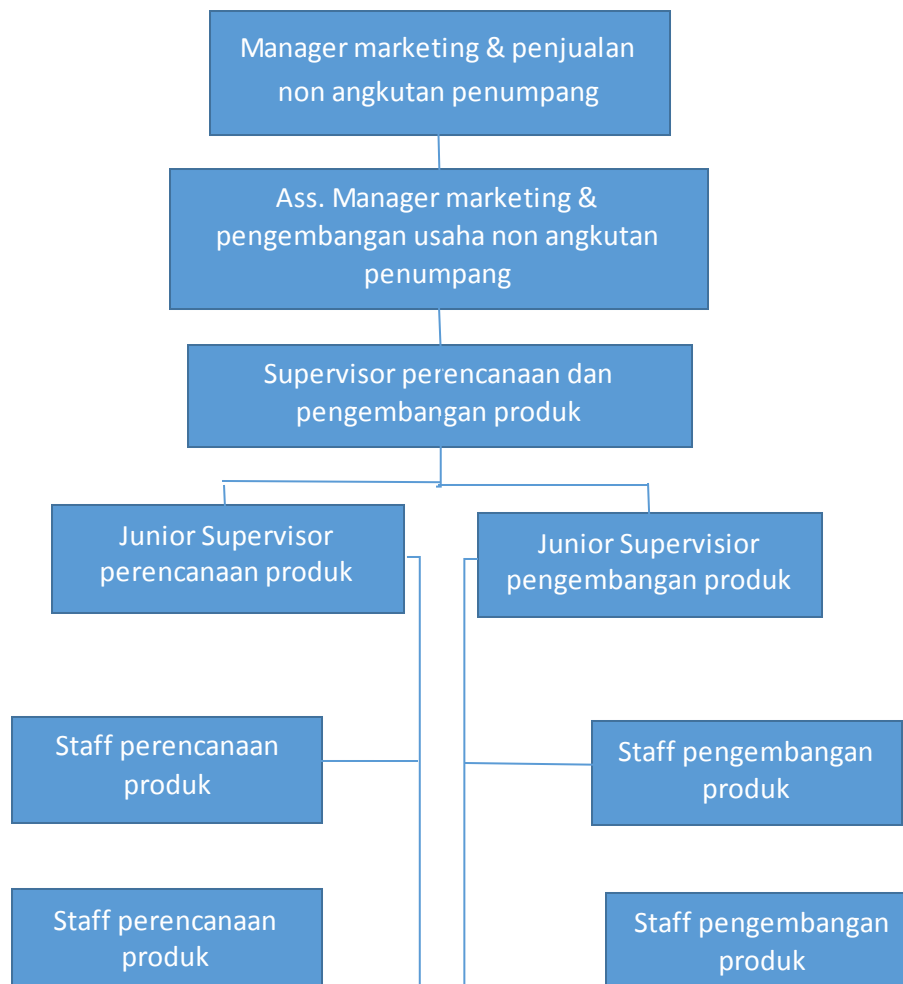 Manager marketing & penjualan
non angkutan penumpang
Ass. Manager marketing &
pengembangan usaha non angkutan
penumpang
Supervisor perencanaan dan
pengembangan produk
Junior Supervisor
perencanaan produk
Junior Supervisior
pengembangan produk
Staff perencanaan
produk
Staff pengembangan
produk
Staff perencanaan
produk
Staff pengembangan
produk